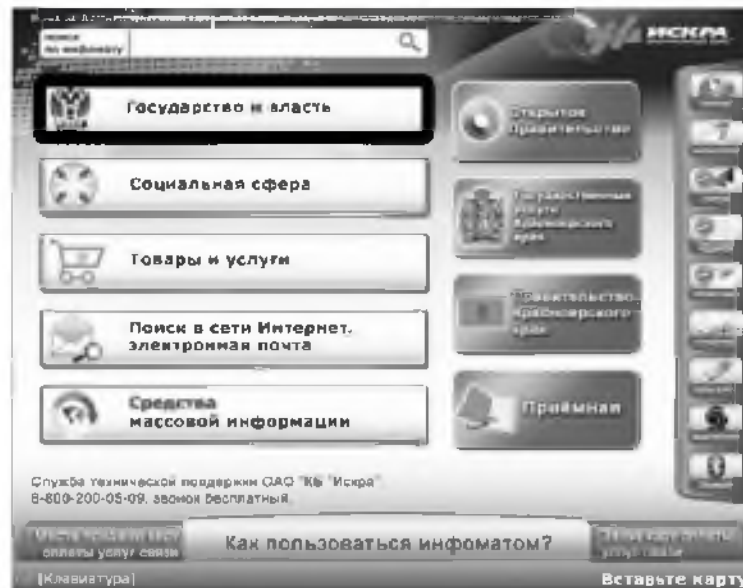 поиск
по инфомату
ИСКРА
Государство и власть
Открытое
Правительство
Социальная сфера
Государственные
услуги
Красноярского
края
Товары и услуги
Правительство
Красноярского
края
Поиск в сети Интернет,
электронная почта
Средства
массовой информации
Приёмная
Служба технической поддержки ОАО "КБ "Искра"
8-800-200-05-09, звонок бесплатный
оплаты услуг связи
Как пользоваться инфоматом?
услуг связи
[Клавиатура]
Вставьте карту